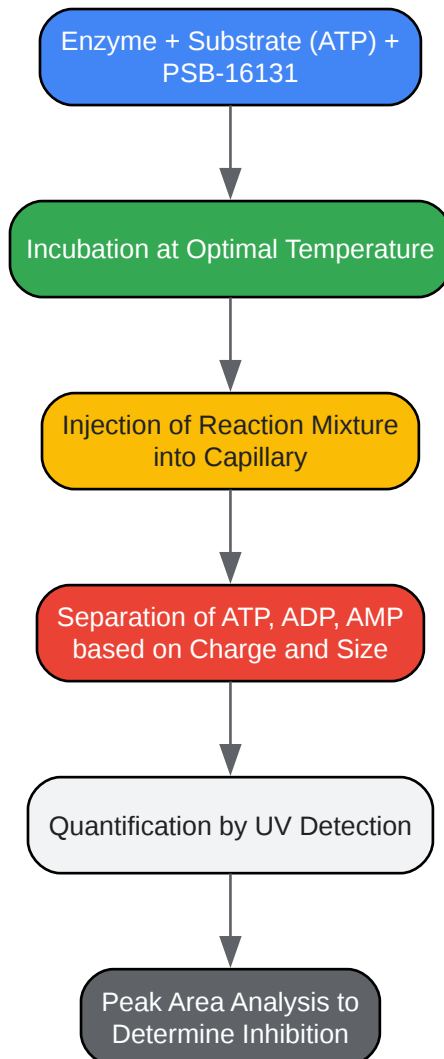 Enzyme + Substrate (ATP) +
PSB-16131
Incubation at Optimal Temperature
Injection of Reaction Mixture
into Capillary
Separation of ATP, ADP, AMP
based on Charge and Size
Quantification by UV Detection
Peak Area Analysis to
Determine Inhibition